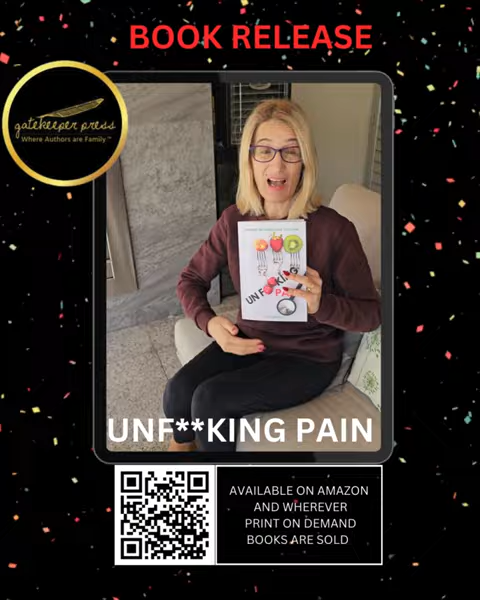 BOOK RELEASE
gatekeeper press
Where Authors are Family.™
UNF**KING PAIN
AVAILABLE ON AMAZON
AND WHEREVER
PRINT ON DEMAND
BOOKS ARE SOLD